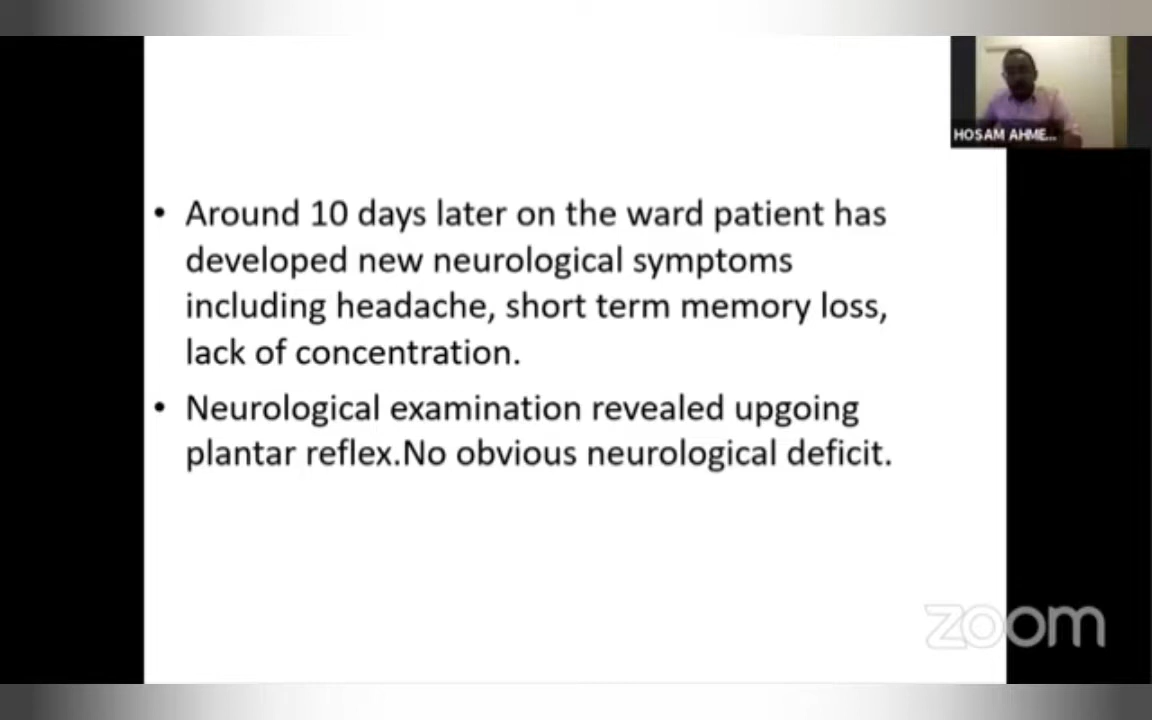 HOSAM AHME...
• Around 10 days later on the ward patient has
developed new neurological symptoms
including headache, short term memory loss,
lack of concentration.
• Neurological examination revealed upgoing
plantar reflex.No obvious neurological deficit.
zoom